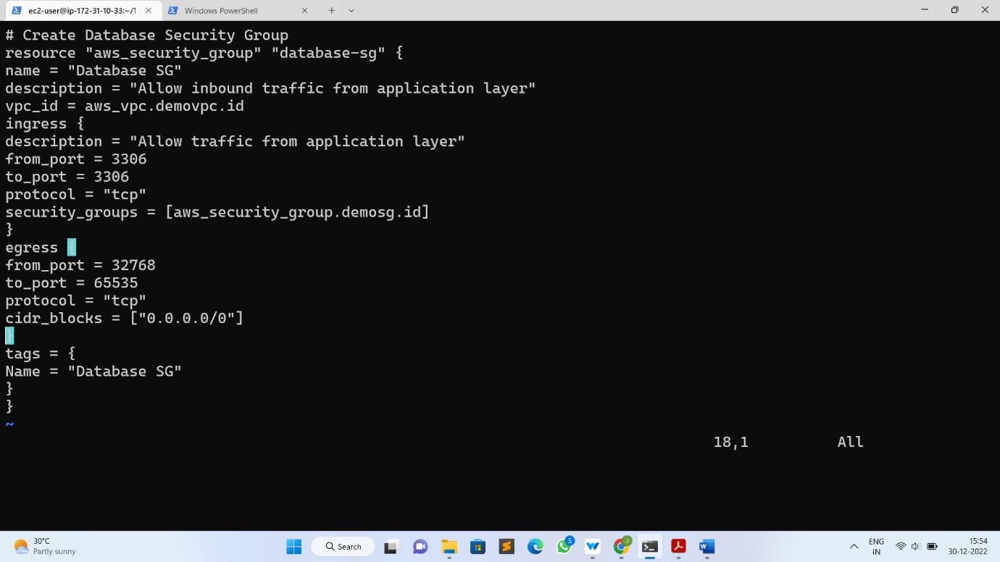 ec2-user@ip-172-31-10-33:~/1
Windows PowerShell
# Create Database Security Group
resource "aws_security_group" "database-sg" {
name = "Database SG"
description = "Allow inbound traffic from application layer"
vpc_id = aws_vpc.demovpc.id
ingress {
description = "Allow traffic from application layer"
from_port = 3306
to_port = 3306
protocol = "tcp"
security_groups = [aws_security_group.demosg.id]
}
egress {
from_port = 32768
to_port = 65535
protocol = "tcp"
cidr_blocks = ["0.0.0.0/0"]
}
tags = {
Name = "Database SG"
}
}
~
18,1 All
30°C
Partly sunny
Search
5
J
ENG
IN
15:54
30-12-2022